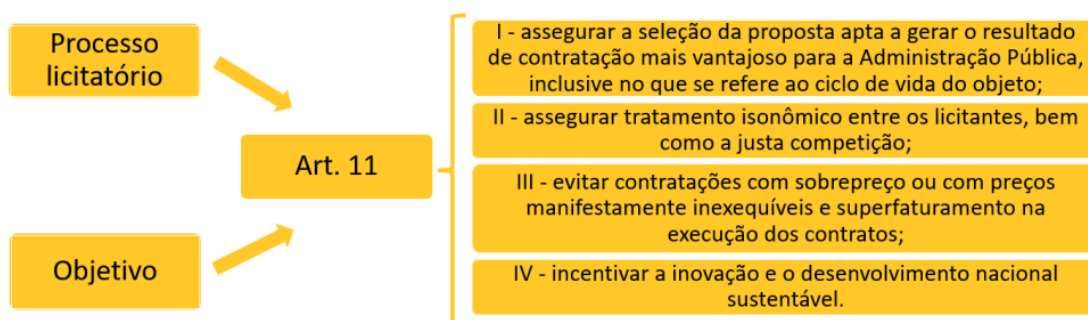 Processo
licitatório
Objetivo
Art. 11
I - assegurar a seleção da proposta apta a gerar o resultado
de contratação mais vantajoso para a Administração Pública,
inclusive no que se refere ao ciclo de vida do objeto;
II - assegurar tratamento isonômico entre os licitantes, bem
como a justa competição;
III - evitar contratações com sobrepreço ou com preços
manifestamente inexequíveis e superfaturamento na
execução dos contratos;
IV - incentivar a inovação e o desenvolvimento nacional
sustentável.